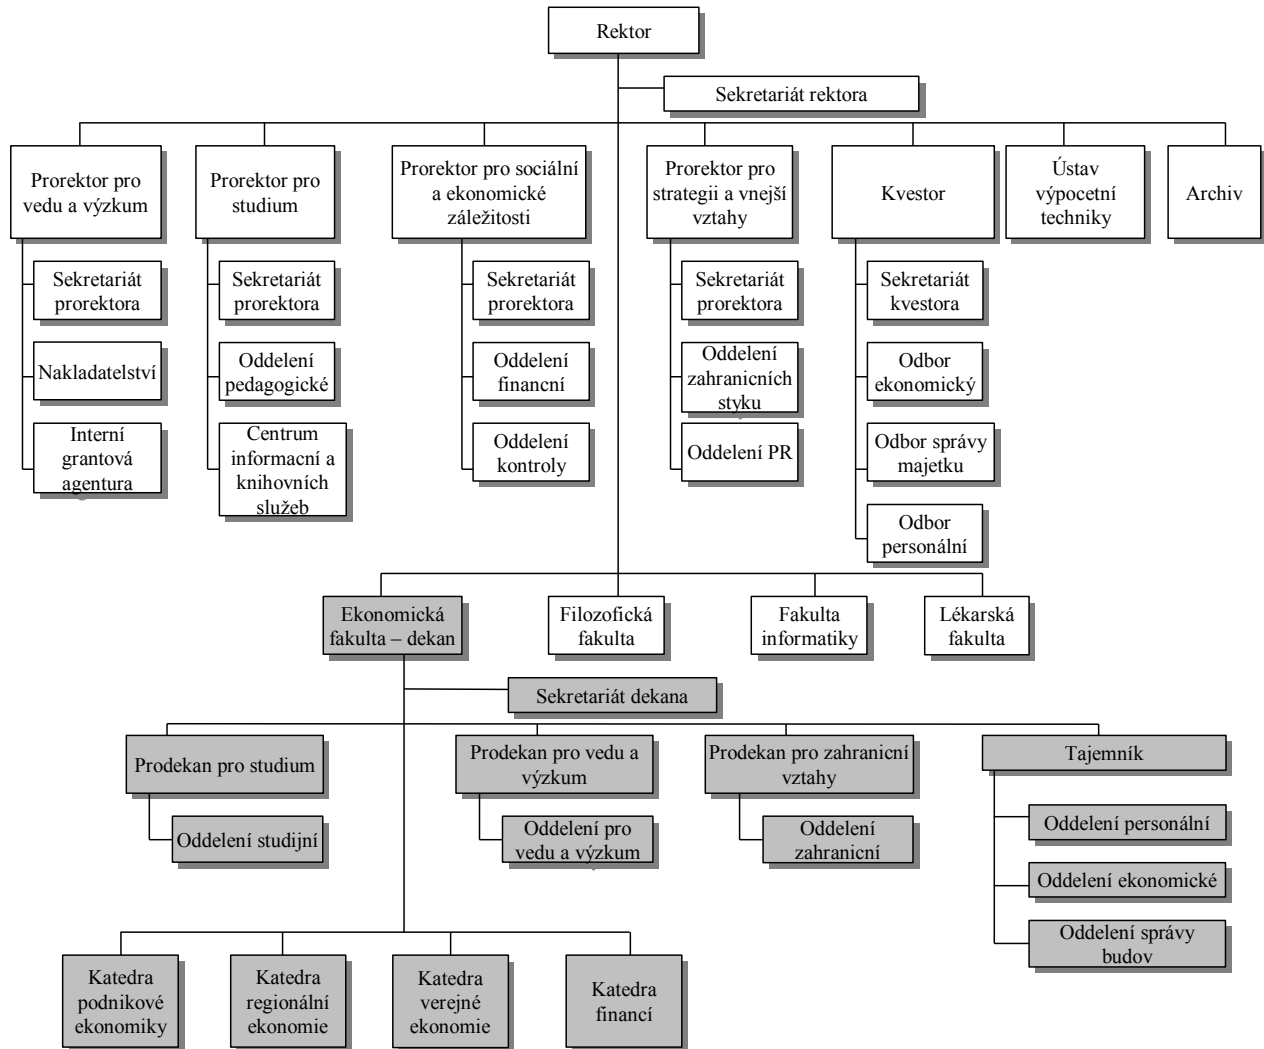 Rektor
Sekretariát rektora
Prorektor pro
vedu a výzkum
Prorektor pro
studium
Prorektor pro sociální
a ekonomické
záležitosti
Prorektor pro
strategii a vnejší
vztahy
Kvestor
Ústav
výpocetní
techniky
Archiv
Sekretariát
prorektora
Sekretariát
prorektora
Sekretariát
prorektora
Sekretariát
prorektora
Sekretariát
kvestora
Nakladatelství
Oddelení
pedagogické
Oddelení
financní
Oddelení
zahranicních
styku
Odbor
ekonomický
Interní
grantová
agentura
Centrum
informacní a
knihovních
služeb
Oddelení
kontroly
Oddelení PR
Odbor správy
majetku
Odbor
personální
Ekonomická
fakulta – dekan
Filozofická
fakulta
Fakulta
informatiky
Lékarská
fakulta
Sekretariát dekana
Prodekan pro studium
Prodekan pro vedu a
výzkum
Prodekan pro zahranicní
vztahy
Tajemník
Oddelení studijní
Oddelení pro
vedu a výzkum
Oddelení
zahranicní
Oddelení personální
Oddelení ekonomické
Oddelení správy
budov
Katedra
podnikové
ekonomiky
Katedra
regionální
ekonomie
Katedra
verejné
ekonomie
Katedra
financí